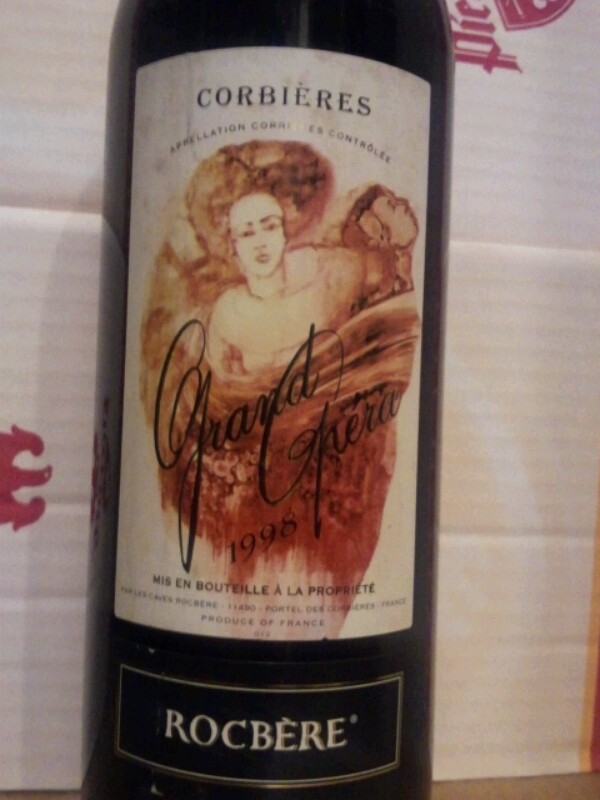 CORBIÈRES
APPELLATION CORBIÈRES CONTRÔLÉE
Grand
Opéra
1998
MIS EN BOUTEILLE À LA PROPRIÉTÉ
PAR LES CAVES ROCBÈRE - 11490 - PORTEL DES CORBIÈRES - FRANCE
PRODUCE OF FRANCE
ROCBÈRE®